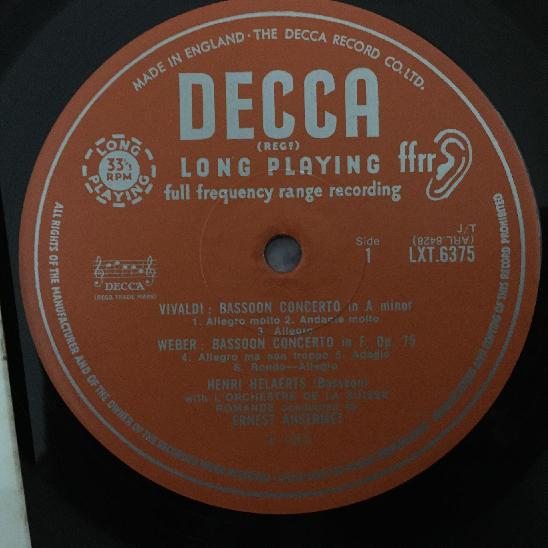 MADE IN ENGLAND · THE DECCA RECORD CO. LTD.
DECCA
(REGD)
LONG PLAYING
33⅓ RPM
LONG PLAYING ffrr
full frequency range recording
DECCA
(REGD. TRADE MARK)
Side
1
J/T
(ARL.8428)
LXT.6375
VIVALDI : BASSOON CONCERTO in A minor
1. Allegro molto 2. Andante molto
3. Allegro
WEBER : BASSOON CONCERTO in F, Op. 75
4. Allegro ma non troppo 5. Adagio
6. Rondo—Allegro
HENRI HELAERTS (Bassoon)
with L'ORCHESTRE DE LA SUISSE
ROMANDE conducted by
ERNEST ANSERMET
ALL RIGHTS OF THE MANUFACTURER AND OF THE OWNER OF THE RECORDED WORK RESERVED
OF THIS RECORD PROHIBITED